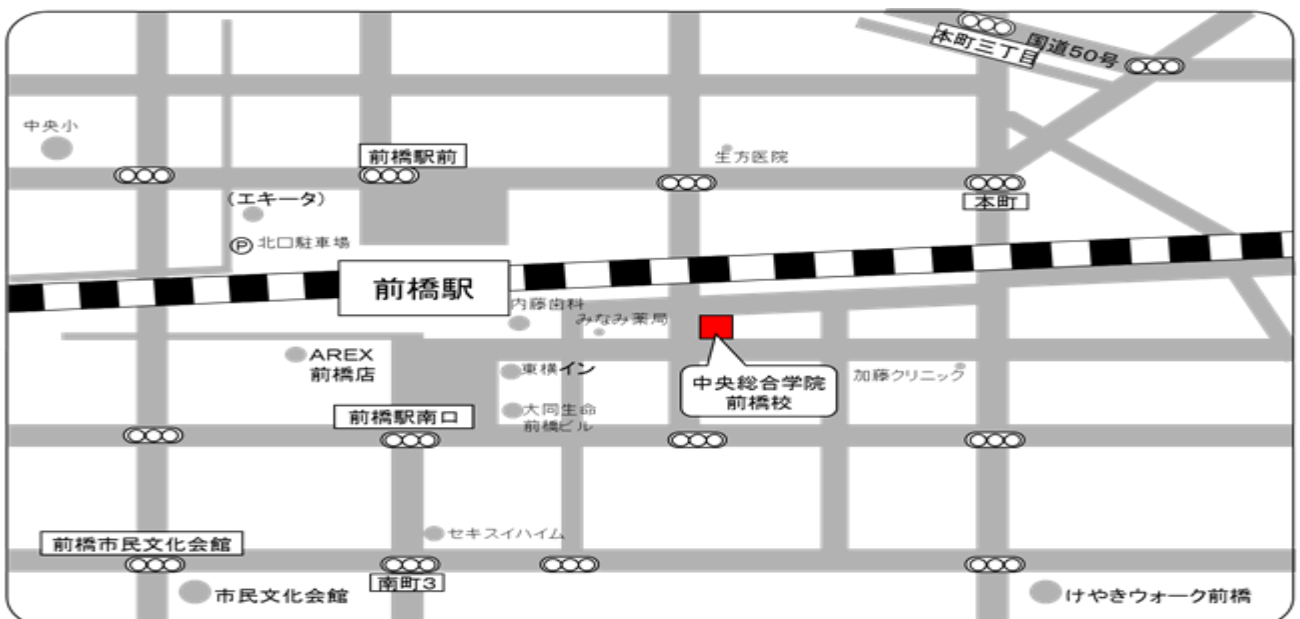 本町三丁目
国道50号
中央小
前橋駅前
生方医院
(エキータ)
本町
P 北口駐車場
前橋駅
内藤歯科
みなみ薬局
AREX
前橋店
東横イン
中央総合学院
前橋校
加藤クリニック
前橋駅南口
大同生命
前橋ビル
セキスイハイム
前橋市民文化会館
南町3
市民文化会館
けやきウォーク前橋